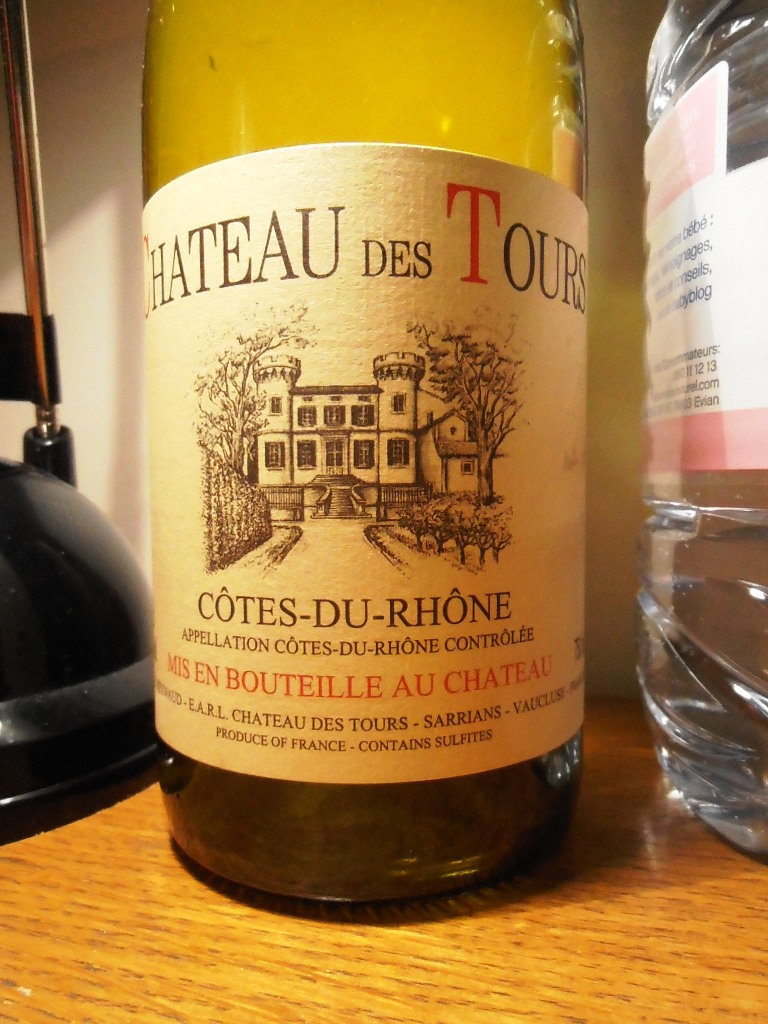 CHATEAU DES TOURS
CÔTES-DU-RHÔNE
APPELLATION CÔTES-DU-RHÔNE CONTRÔLÉE
MIS EN BOUTEILLE AU CHATEAU
E.A.R.L. CHATEAU DES TOURS - SARRIANS - VAUCLUSE
PRODUCE OF FRANCE - CONTAINS SULFITES
bébé :
Evian